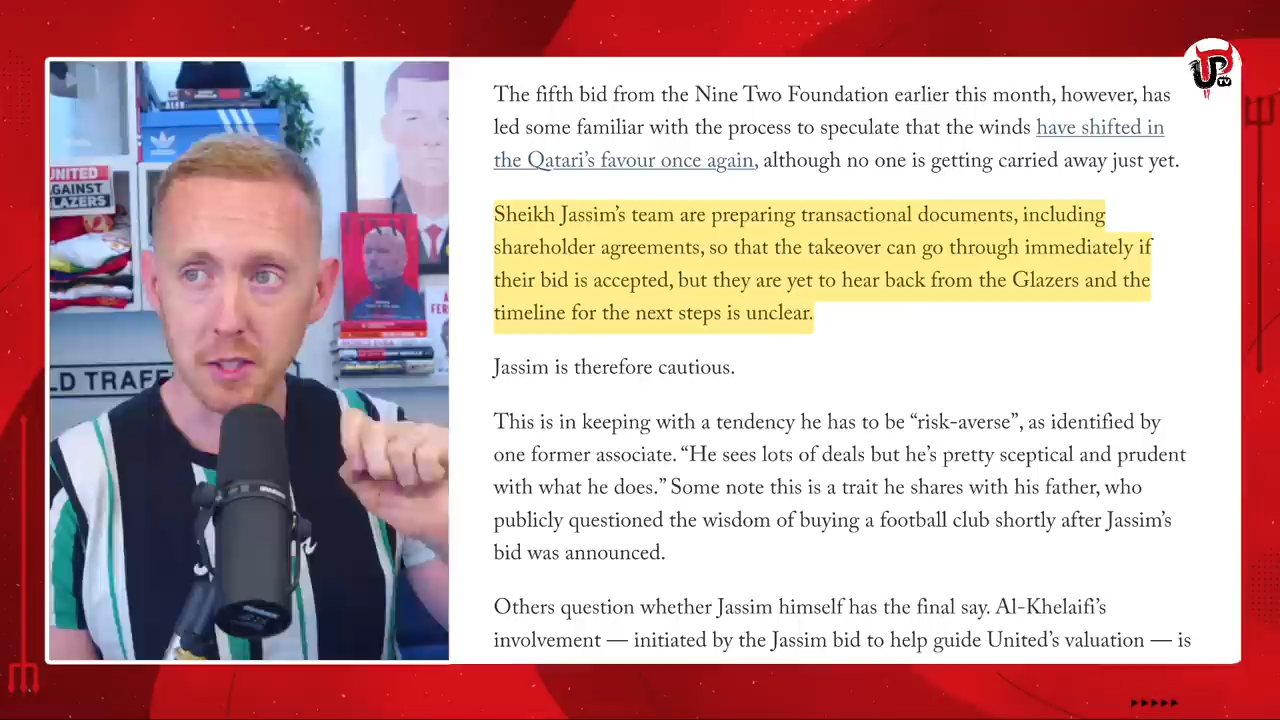 The fifth bid from the Nine Two Foundation earlier this month, however, has
led some familiar with the process to speculate that the winds have shifted in
the Qatari’s favour once again, although no one is getting carried away just yet.
Sheikh Jassim’s team are preparing transactional documents, including
shareholder agreements, so that the takeover can go through immediately if
their bid is accepted, but they are yet to hear back from the Glazers and the
timeline for the next steps is unclear.
Jassim is therefore cautious.
This is in keeping with a tendency he has to be “risk-averse”, as identified by
one former associate. “He sees lots of deals but he’s pretty sceptical and prudent
with what he does.” Some note this is a trait he shares with his father, who
publicly questioned the wisdom of buying a football club shortly after Jassim’s
bid was announced.
Others question whether Jassim himself has the final say. Al-Khelaifi’s
involvement — initiated by the Jassim bid to help guide United’s valuation — is
UNITED
AGAINST
GLAZERS
LD TRAFF
UP
TV